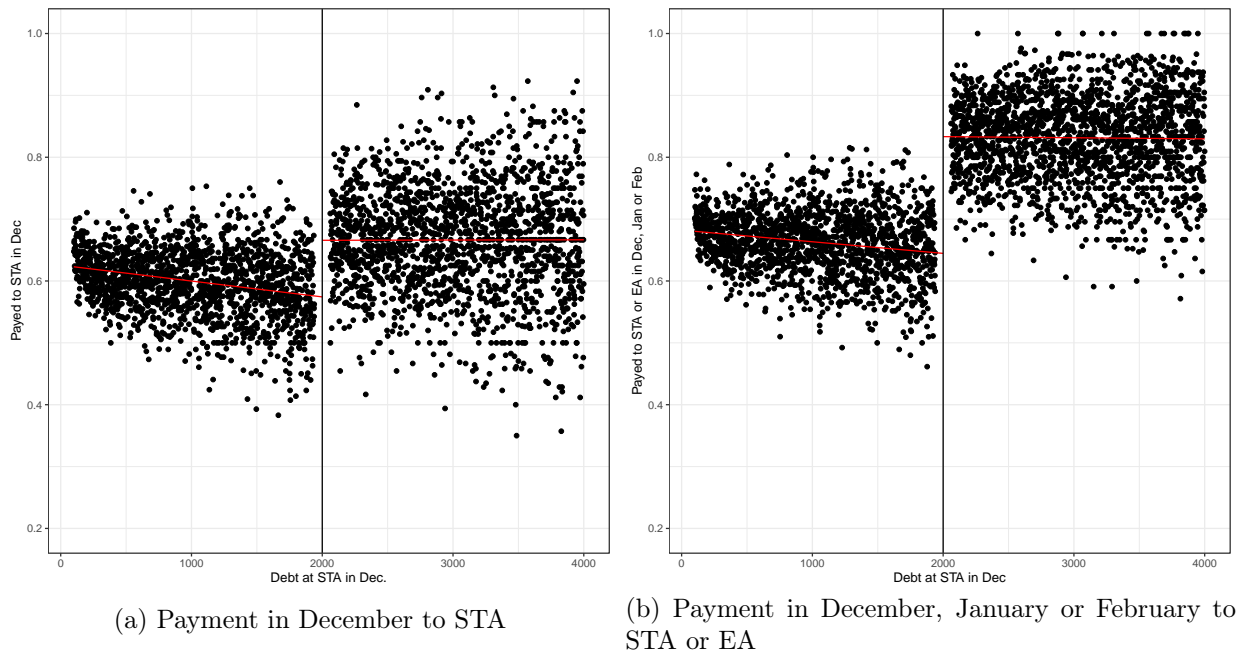 1.0
0.8
0.6
0.4
0.2
Payed to STA in Dec
0
1000
2000
3000
4000
Debt at STA in Dec.
(a) Payment in December to STA
1.0
0.8
0.6
0.4
0.2
Payed to STA or EA in Dec, Jan or Feb
0
1000
2000
3000
4000
Debt at STA in Dec
(b) Payment in December, January or February to
STA or EA